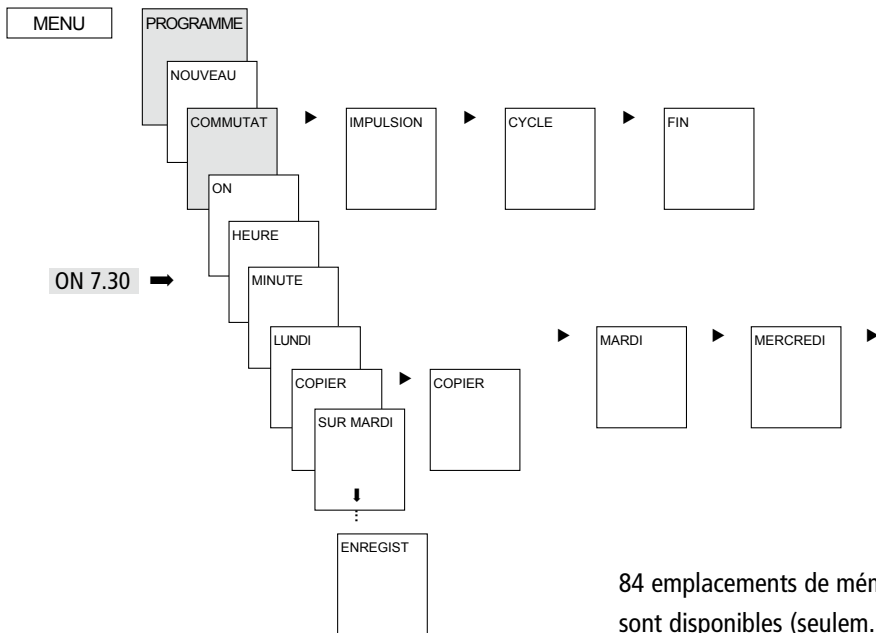 MENU
PROGRAMME
NOUVEAU
COMMUTAT
IMPULSION
CYCLE
FIN
ON
HEURE
ON 7.30
MINUTE
LUNDI
MARDI
MERCREDI
COPIER
COPIER
SUR MARDI
ENREGIST
84 emplacements de
sont disponibles (seulem.